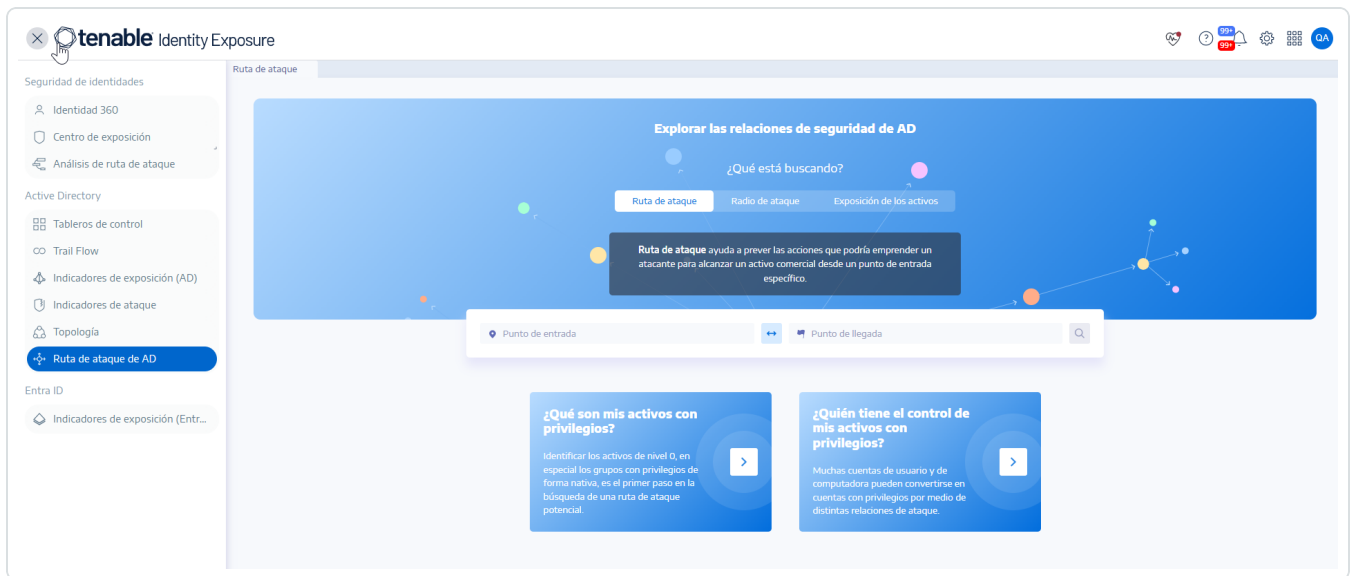 tenable Identity Exposure
99+
99+
QA
Seguridad de identidades
Identidad 360
Centro de exposición
Análisis de ruta de ataque
Active Directory
Tableros de control
Trail Flow
Indicadores de exposición (AD)
Indicadores de ataque
Topología
Ruta de ataque de AD
Entra ID
Indicadores de exposición (Entr...
Ruta de ataque
Explorar las relaciones de seguridad de AD
¿Qué está buscando?
Ruta de ataque
Radio de ataque
Exposición de los activos
Ruta de ataque ayuda a prever las acciones que podría emprender un
atacante para alcanzar un activo comercial desde un punto de entrada
específico.
Punto de entrada
Punto de llegada
¿Qué son mis activos con
privilegios?
Identificar los activos de nivel 0, en
especial los grupos con privilegios de
forma nativa, es el primer paso en la
búsqueda de una ruta de ataque
potencial.
¿Quién tiene el control de
mis activos con
privilegios?
Muchas cuentas de usuario y de
computadora pueden convertirse en
cuentas con privilegios por medio de
distintas relaciones de ataque.